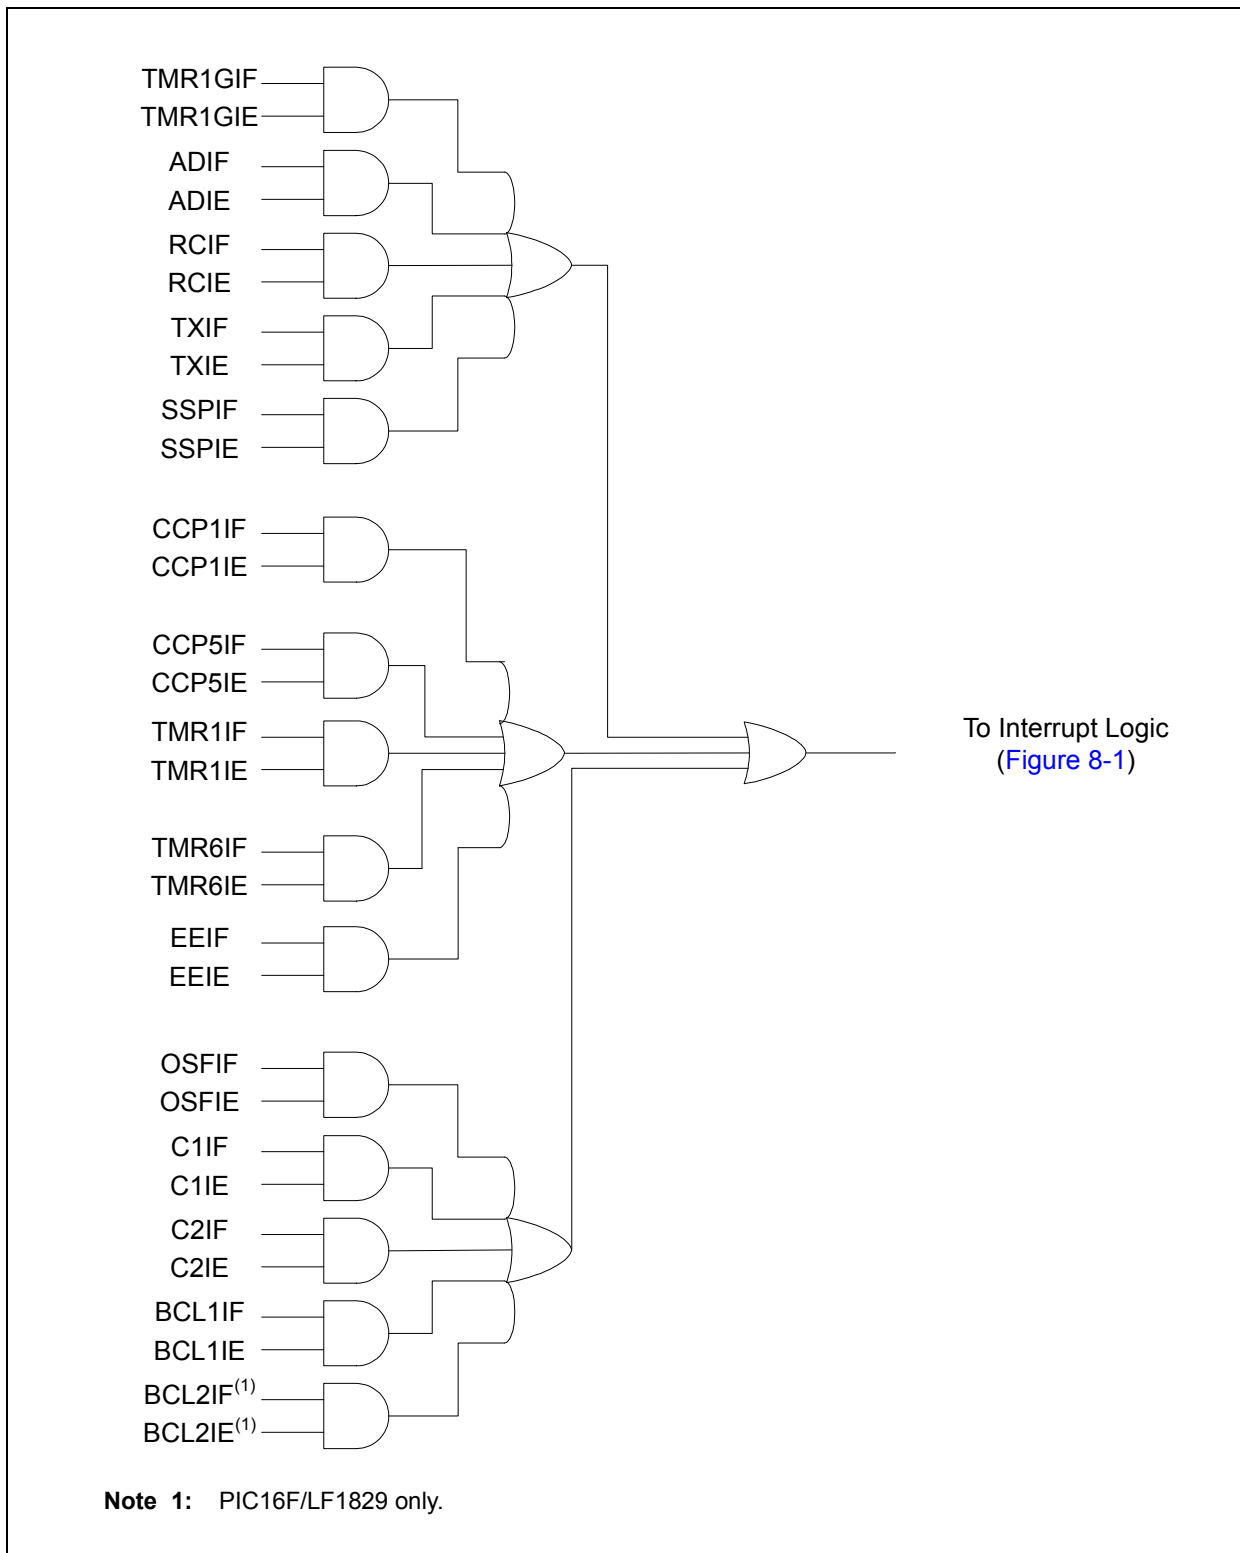 TMR1GIF
TMR1GIE
ADIF
ADIE
RCIF
RCIE
TXIF
TXIE
SSPIF
SSPIE
CCP1IF
CCP1IE
CCP5IF
CCP5IE
TMR1IF
TMR1IE
To Interrupt Logic
(Figure 8-1)
TMR6IF
TMR6IE
EEIF
EEIE
OSFIF
OSFIE
C1IF
C1IE
C2IF
C2IE
BCL1IF
BCL1IE
BCL2IF(1)
BCL2IE(1)
Note 1: PIC16F/LF1829 only.